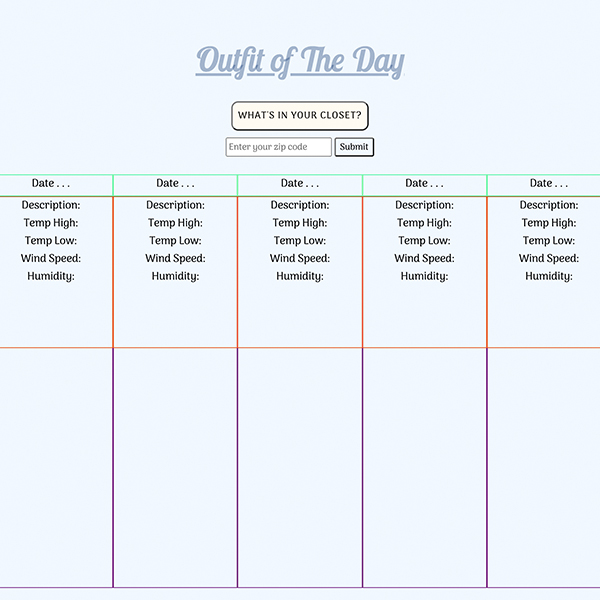 Outfit of The Day
WHAT'S IN YOUR CLOSET?
Enter your zip code Submit
Date . . . Date . . . Date . . . Date . . . Date . . .
Description: Description: Description: Description: Description:
Temp High: Temp High: Temp High: Temp High: Temp High:
Temp Low: Temp Low: Temp Low: Temp Low: Temp Low:
Wind Speed: Wind Speed: Wind Speed: Wind Speed: Wind Speed:
Humidity: Humidity: Humidity: Humidity: Humidity: